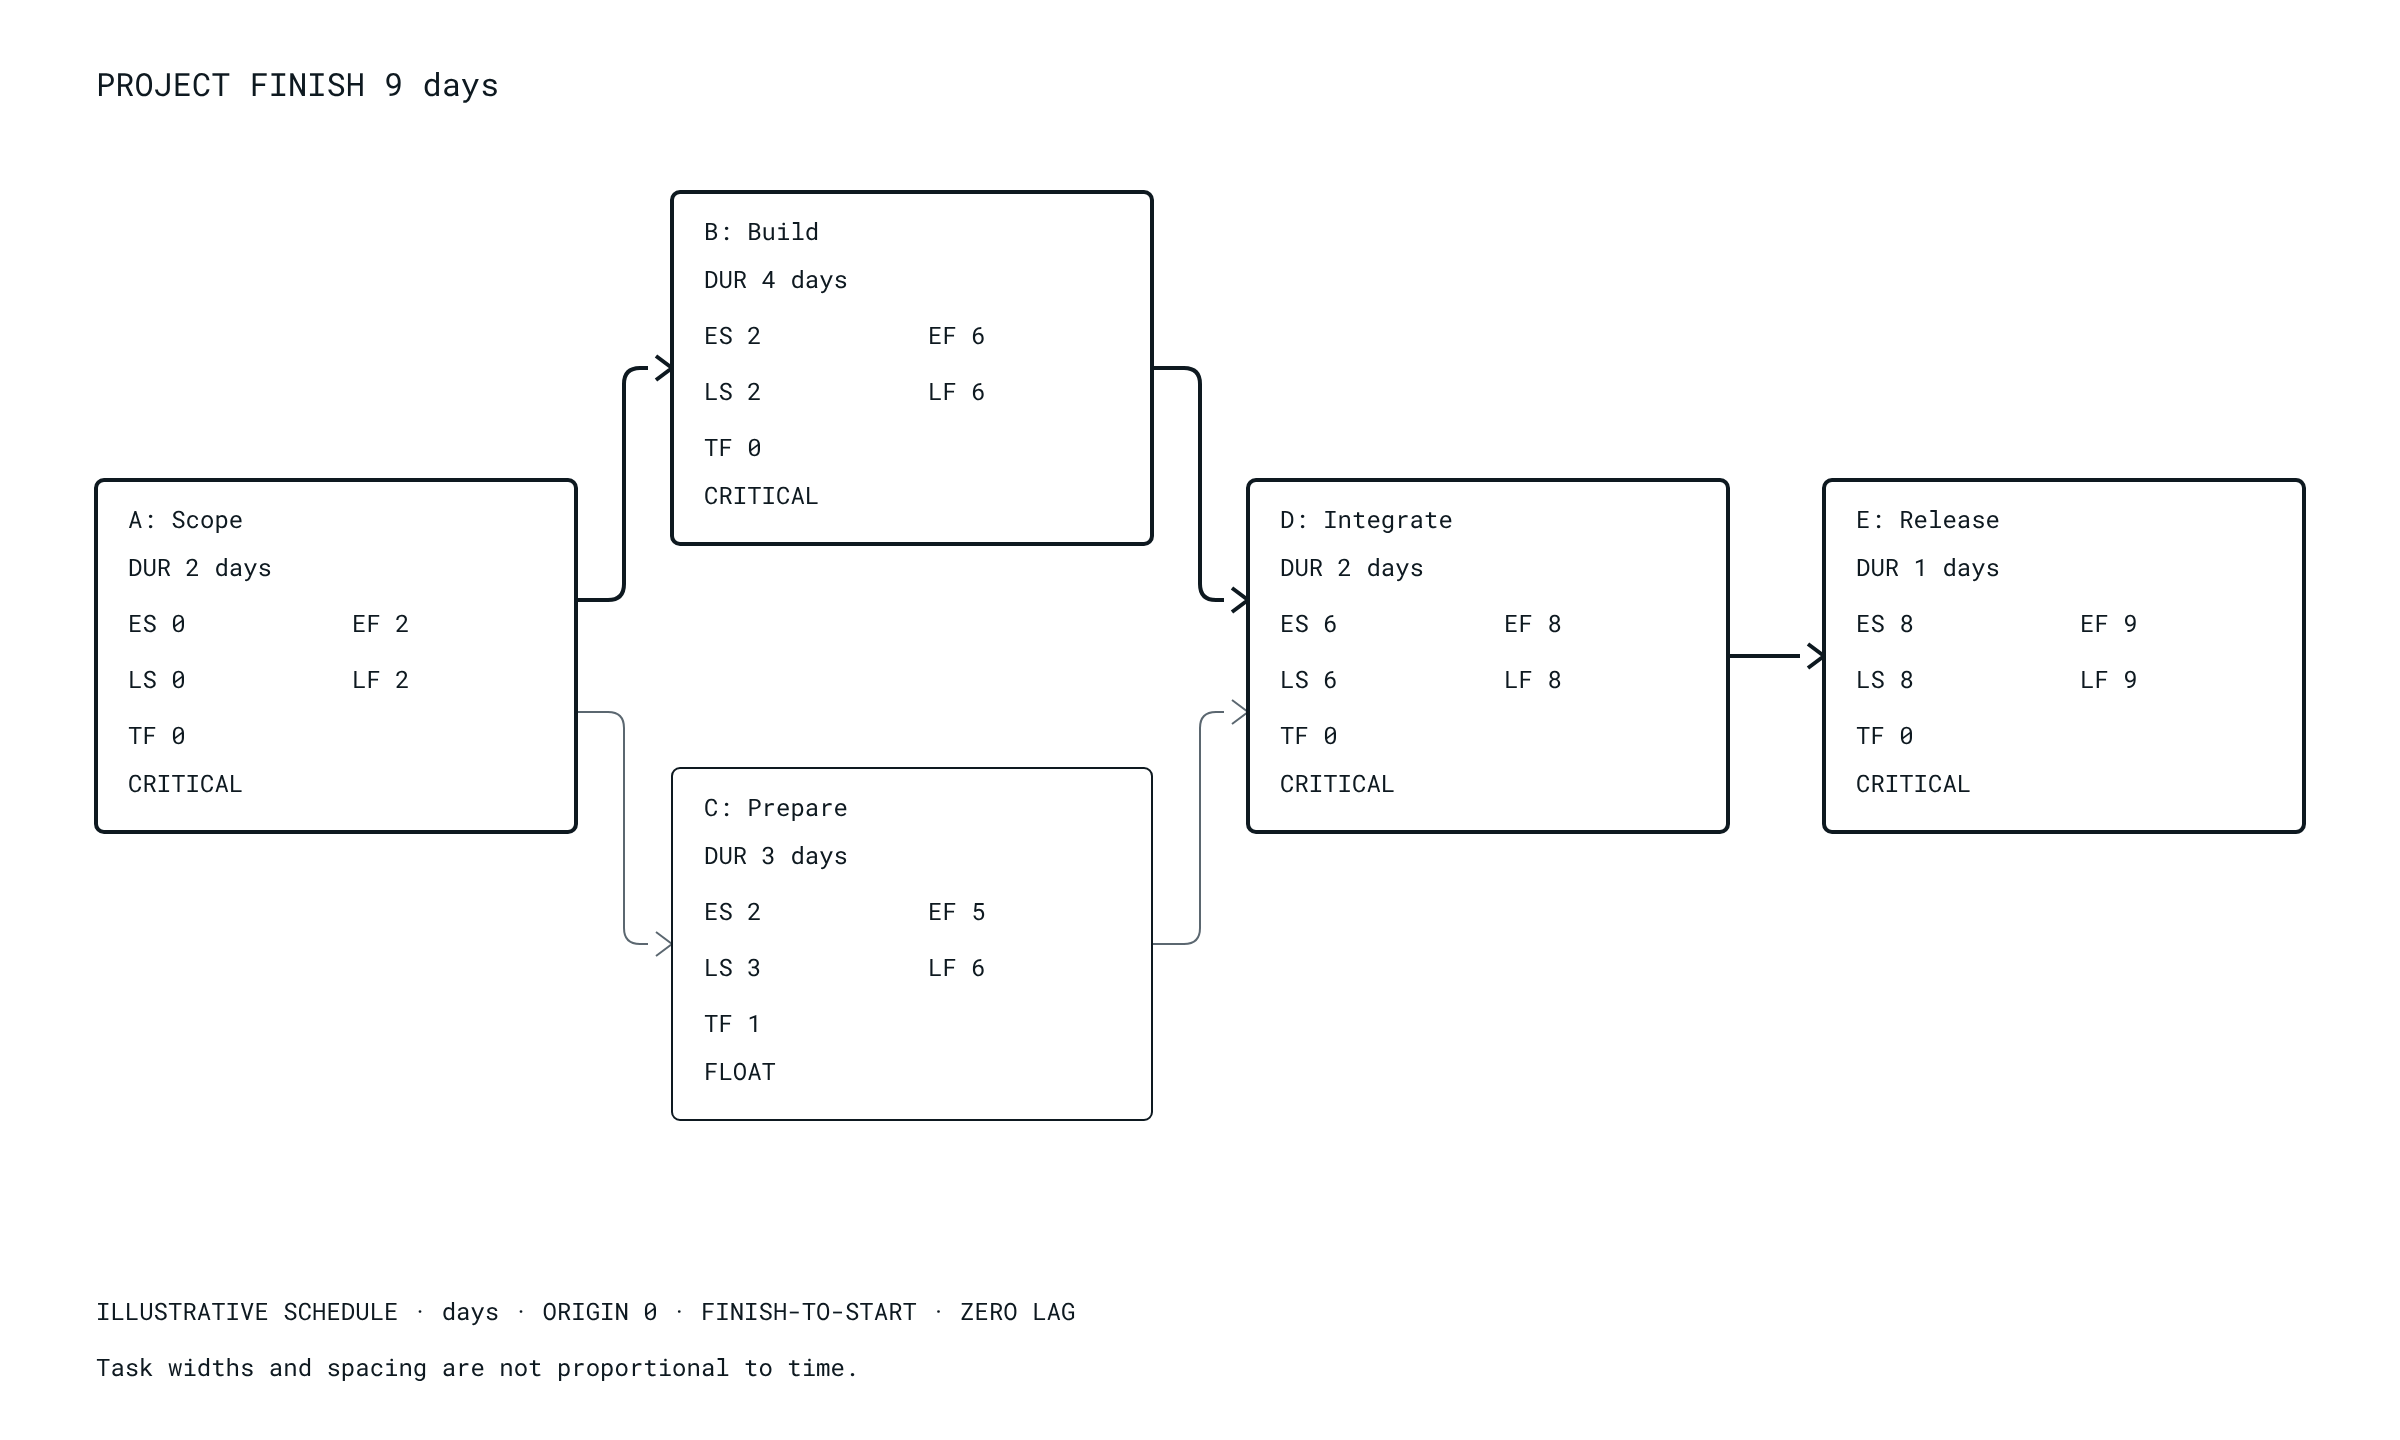 PROJECT FINISH 9 days
A: Scope
DUR 2 days
ES 0 EF 2
LS 0 LF 2
TF 0
CRITICAL
B: Build
DUR 4 days
ES 2 EF 6
LS 2 LF 6
TF 0
CRITICAL
C: Prepare
DUR 3 days
ES 2 EF 5
LS 3 LF 6
TF 1
FLOAT
D: Integrate
DUR 2 days
ES 6 EF 8
LS 6 LF 8
TF 0
CRITICAL
E: Release
DUR 1 days
ES 8 EF 9
LS 8 LF 9
TF 0
CRITICAL
ILLUSTRATIVE SCHEDULE · days · ORIGIN 0 · FINISH-TO-START · ZERO LAG
Task widths and spacing are not proportional to time.